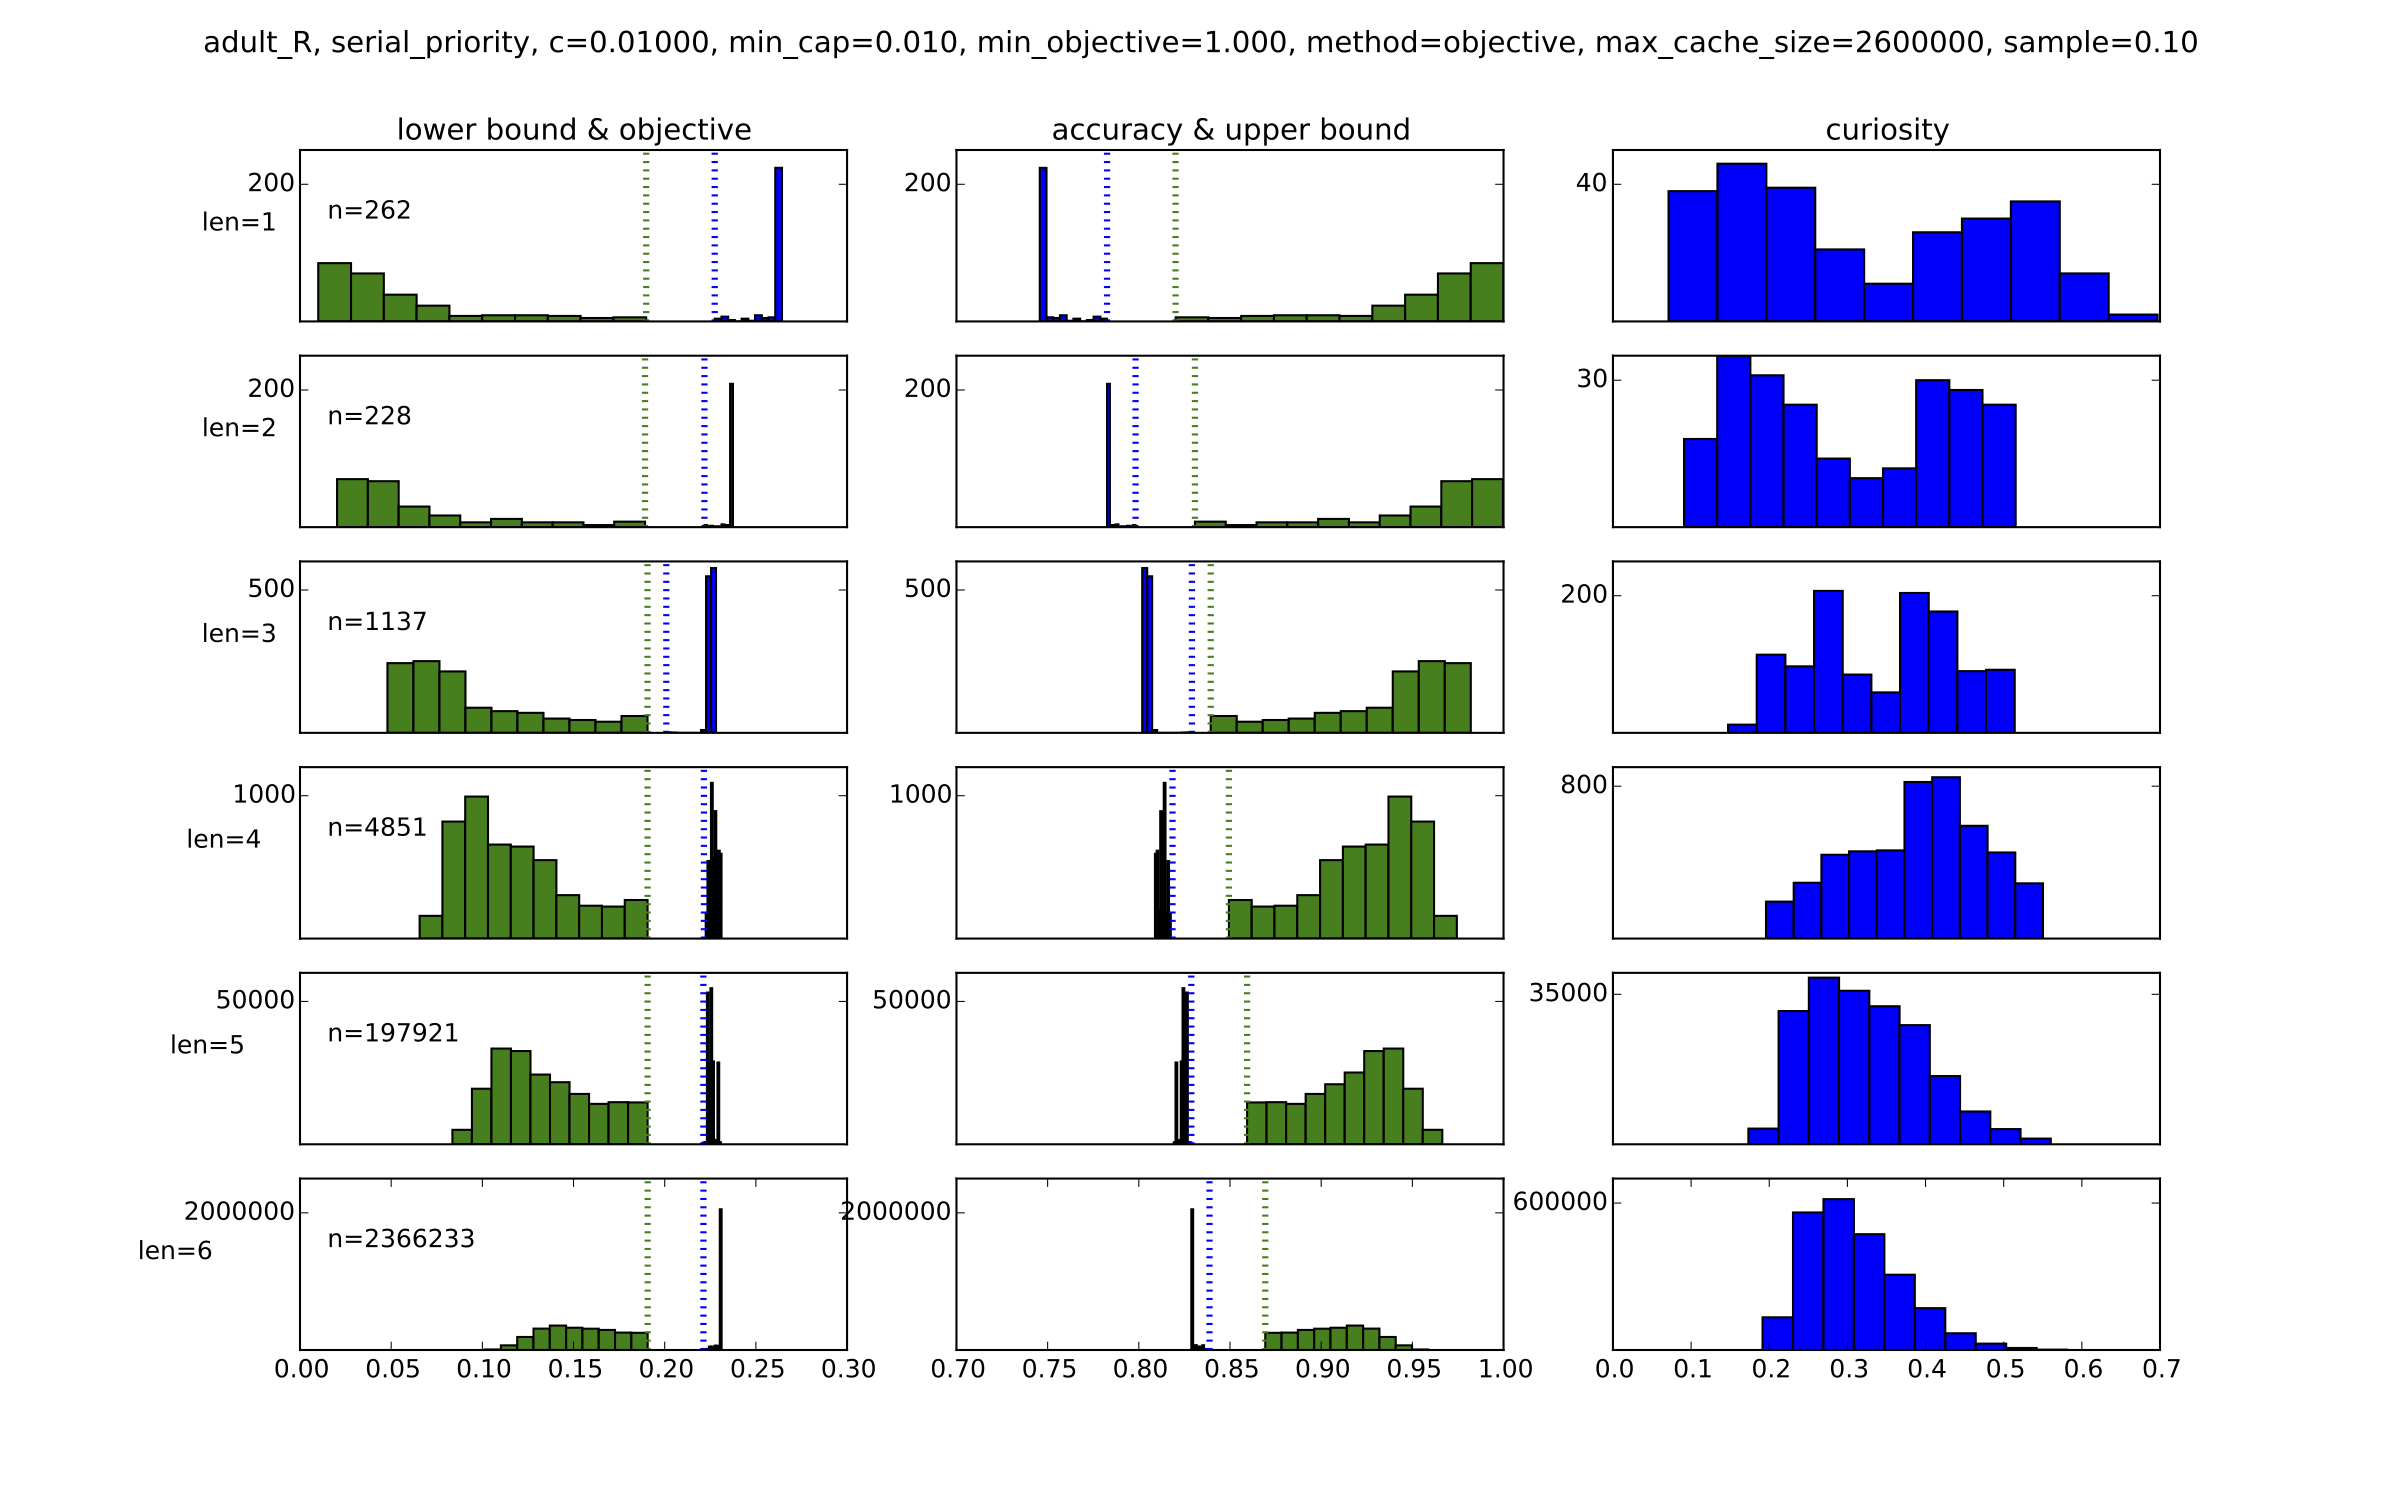 adult_R, serial_priority, c=0.01000, min_cap=0.010, min_objective=1.000, method=objective, max_cache_size=2600000, sample=0.10
lower bound & objective
accuracy & upper bound
curiosity
len=1
200
n=262
200
40
len=2
200
n=228
200
30
len=3
500
n=1137
500
200
len=4
1000
n=4851
1000
800
len=5
50000
n=197921
50000
35000
len=6
2000000
n=2366233
2000000
600000
0.00 0.05 0.10 0.15 0.20 0.25 0.30
0.70 0.75 0.80 0.85 0.90 0.95 1.00
0.0 0.1 0.2 0.3 0.4 0.5 0.6 0.7